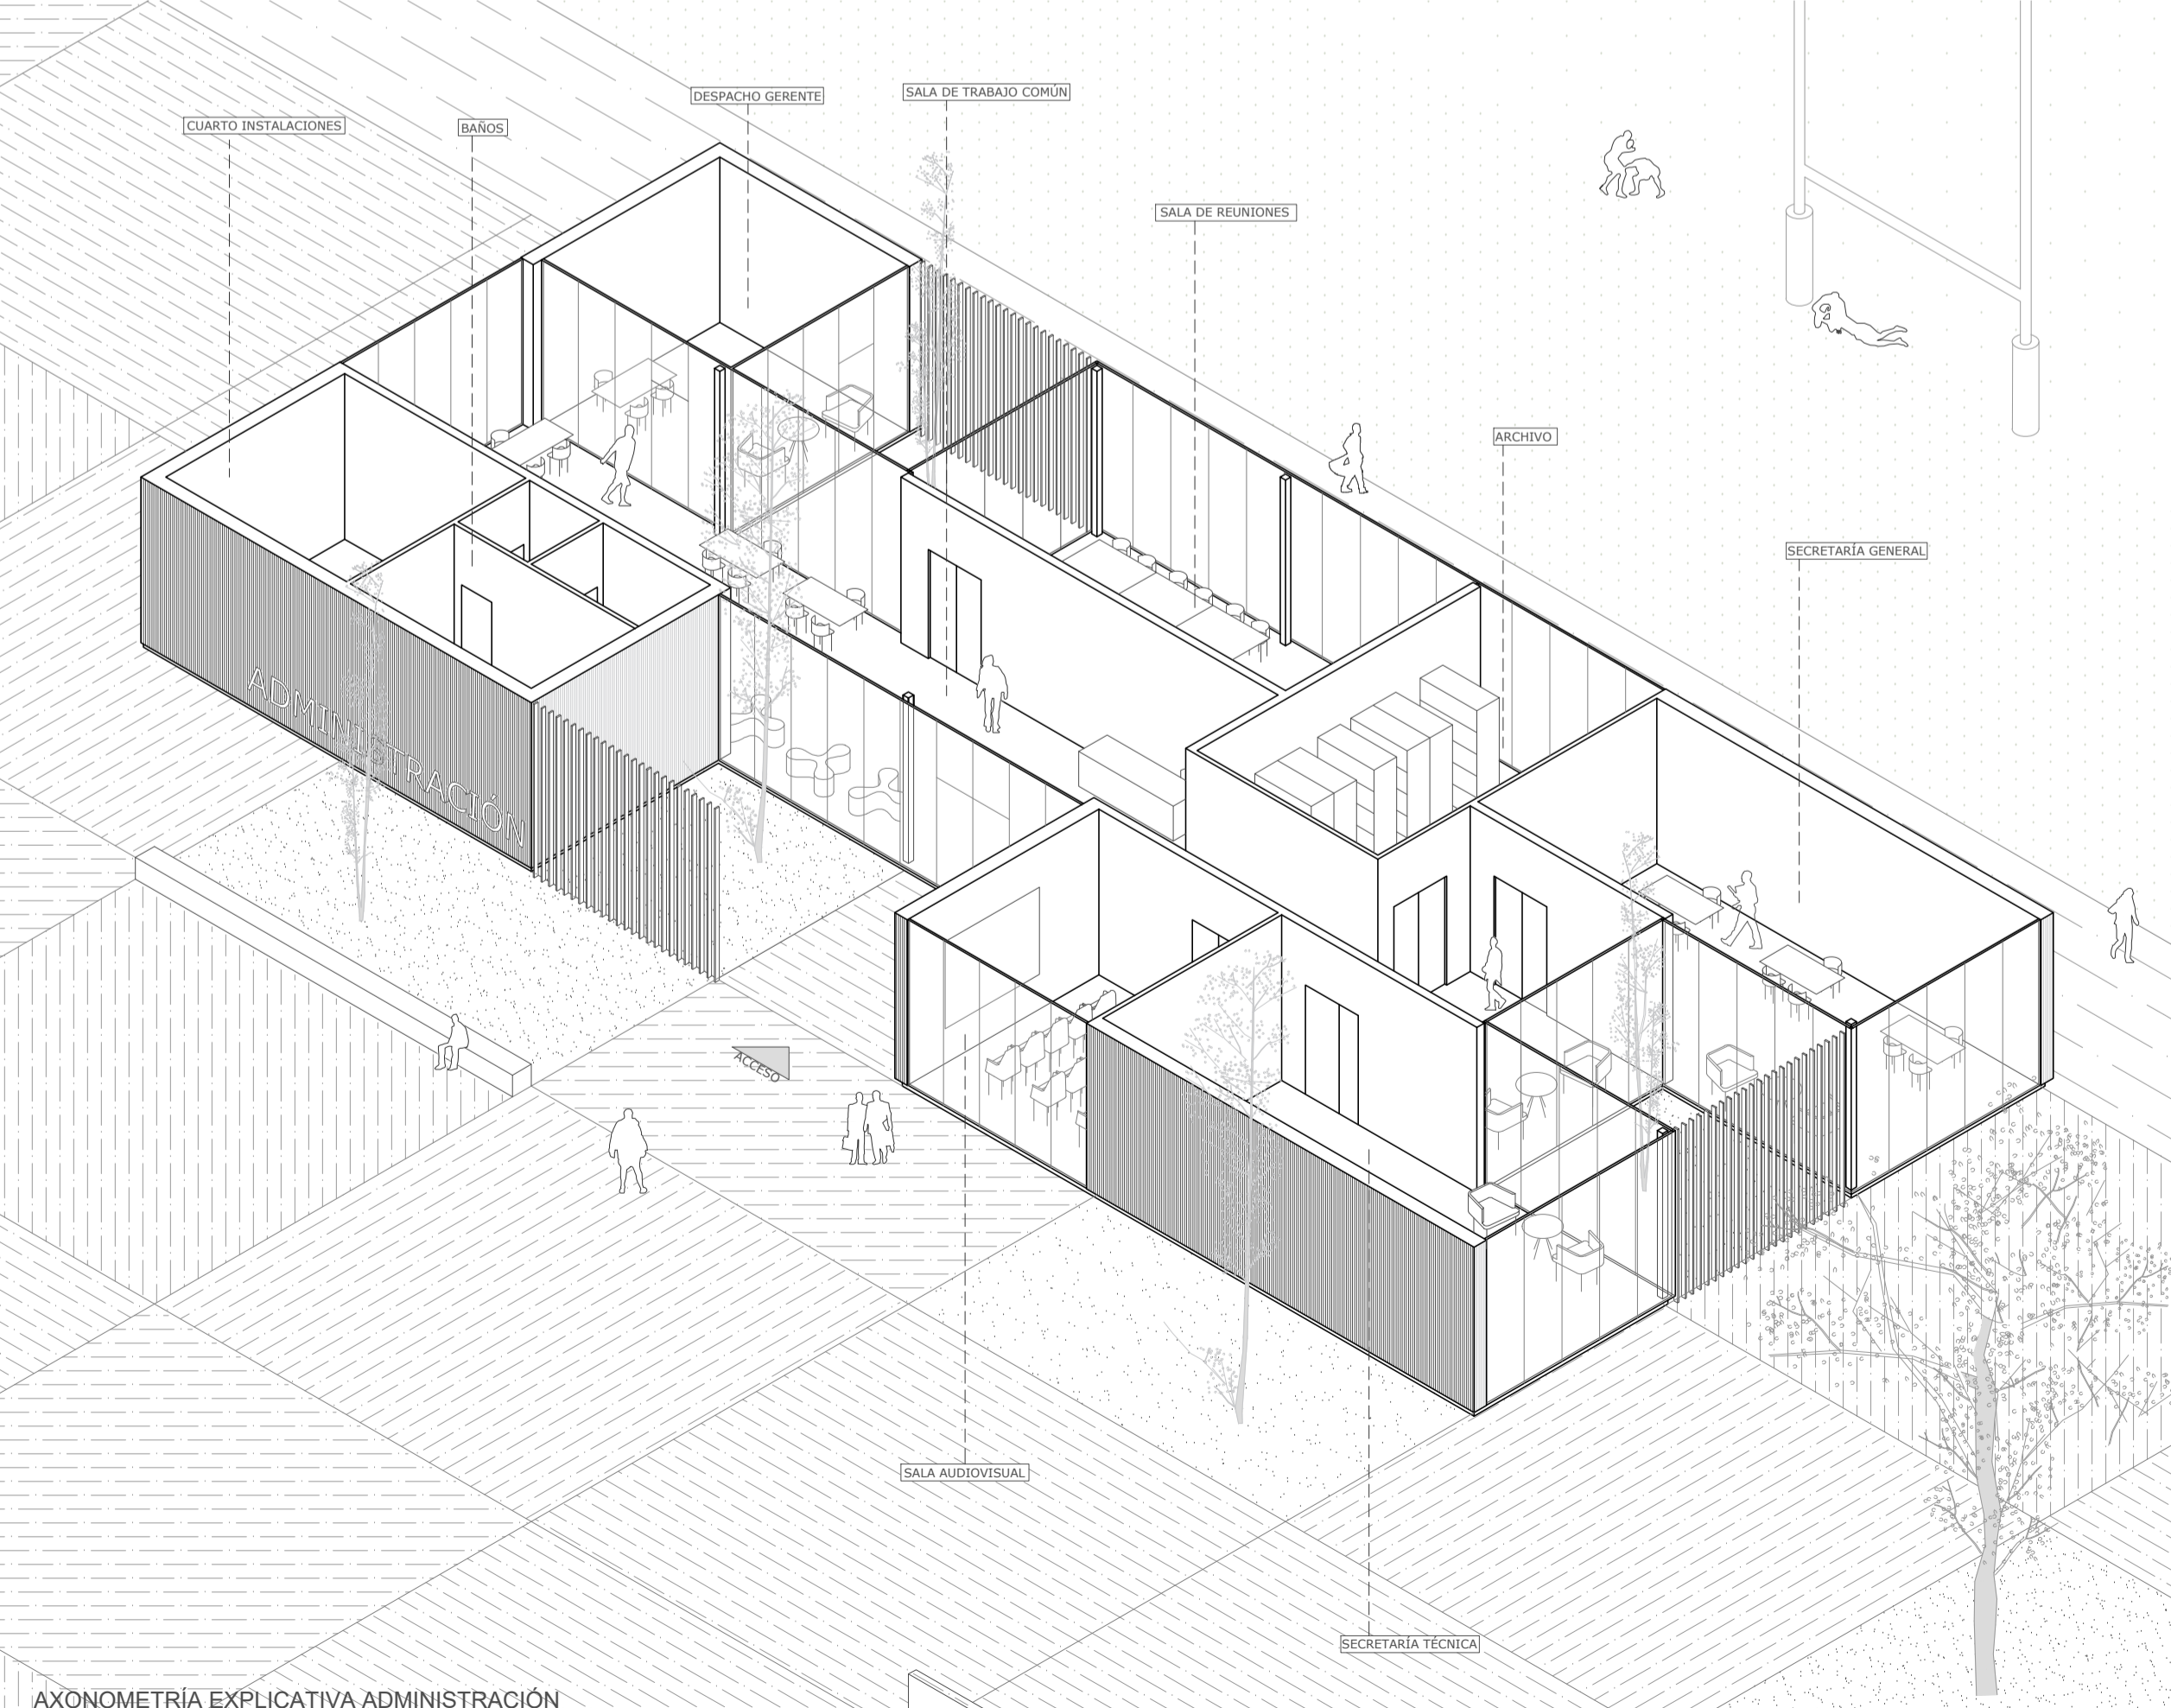 SALA DE TRABAJO COMÚN
DESPACHO GERENTE
CUARTO INSTALACIONES
BAÑOS
SALA DE REUNIONES
ARCHIVO
SECRETARÍA GENERAL
ADMINISTRACIÓN
ACCESO
SALA AUDIOVISUAL
SECRETARÍA TÉCNICA
AXONOMETRÍA EXPLICATIVA ADMINISTRACIÓN